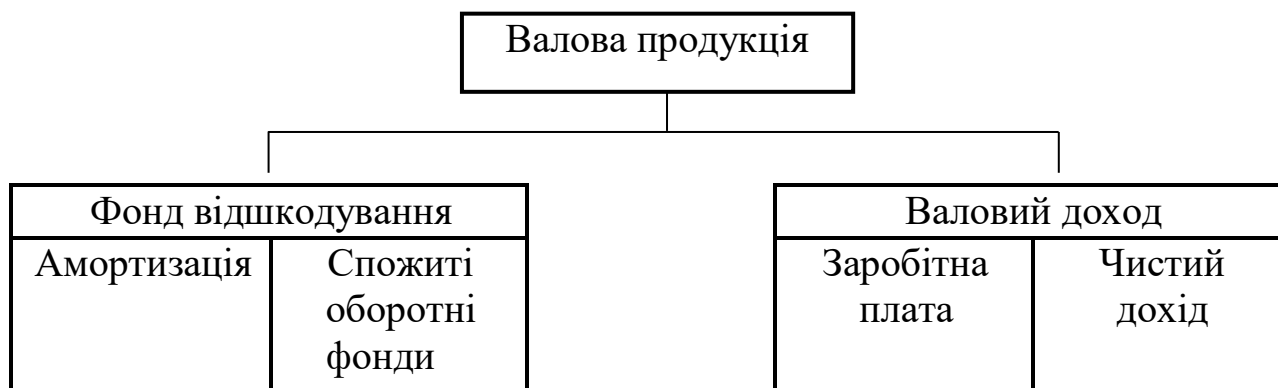 Валова продукція
Фонд відшкодування
Амортизація
Спожиті
оборотні
фонди
Валовий доход
Заробітна
плата
Чистий
дохід